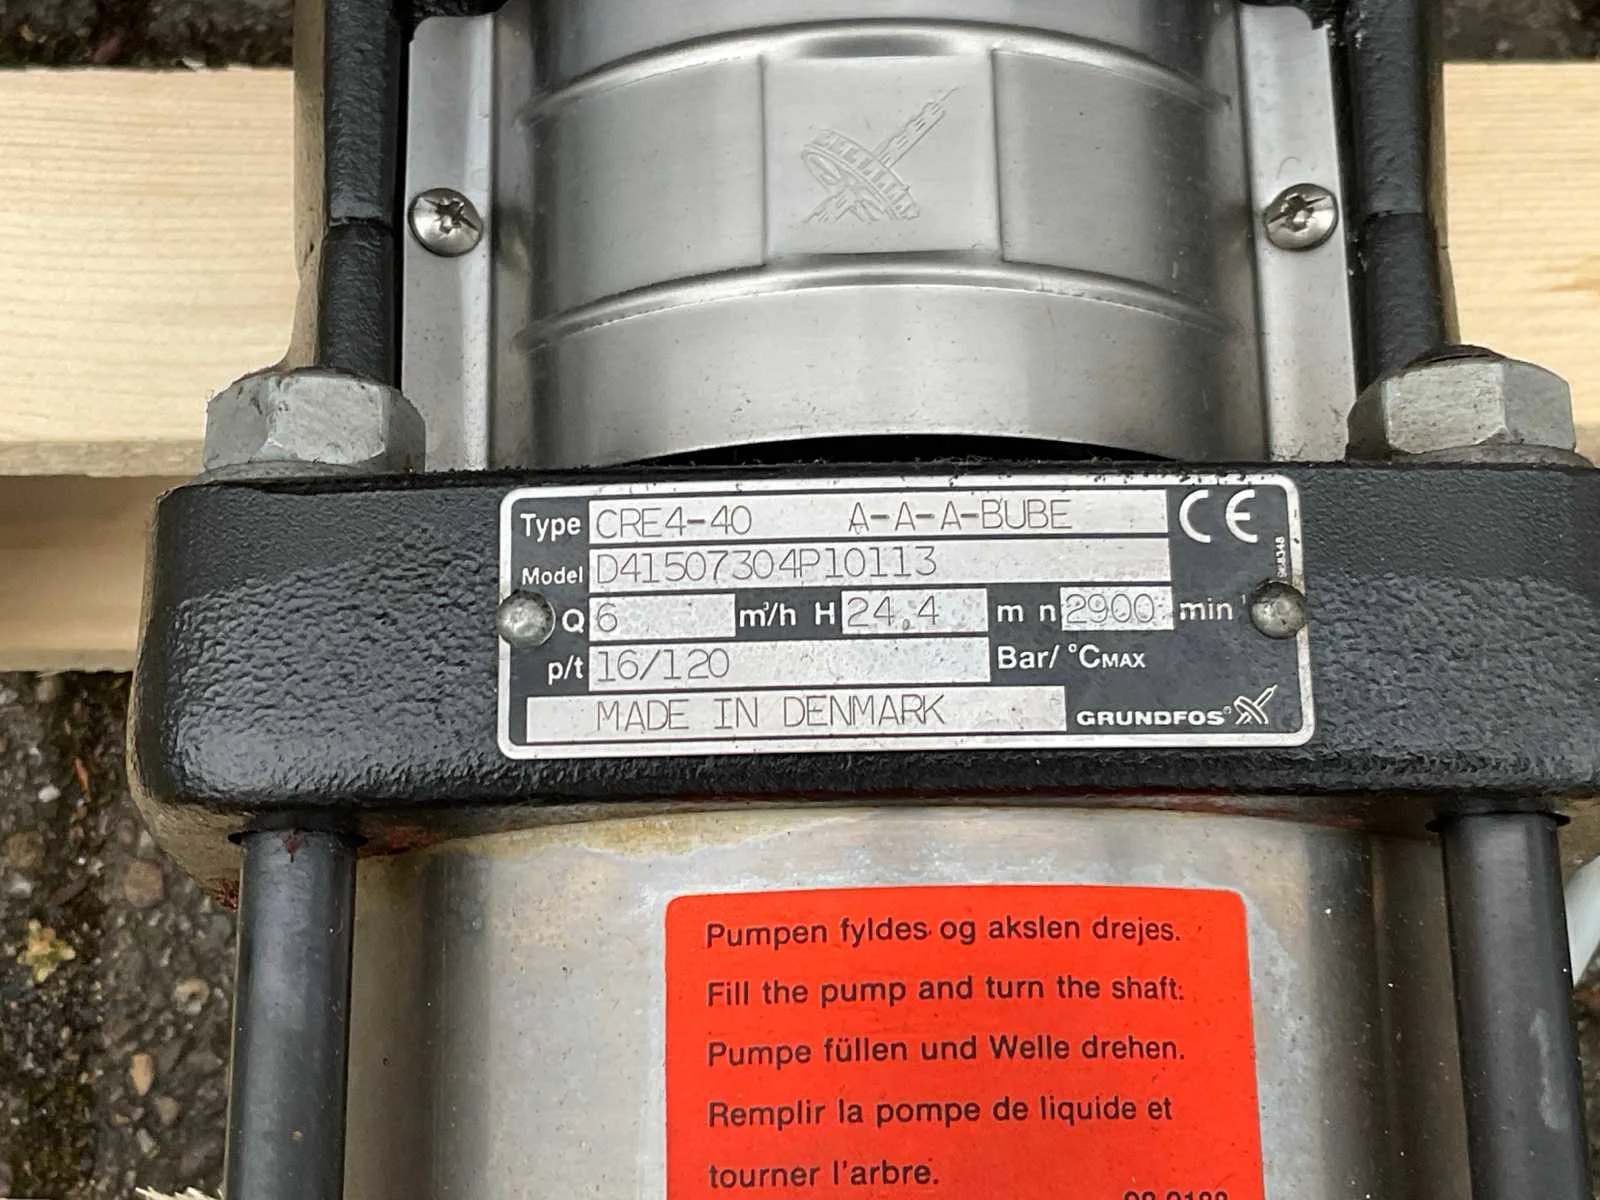 Type CRE4-40 A-A-A-BUBE CE
Model D41507304P10113
Q 6 m³/h H 24.4 m n 2900 min⁻¹
p/t 16/120 Bar/ °CMAX
MADE IN DENMARK GRUNDFOS®
Pumpen fyldes og akslen drejes.
Fill the pump and turn the shaft.
Pumpe füllen und Welle drehen.
Remplir la pompe de liquide et
tourner l'arbre.